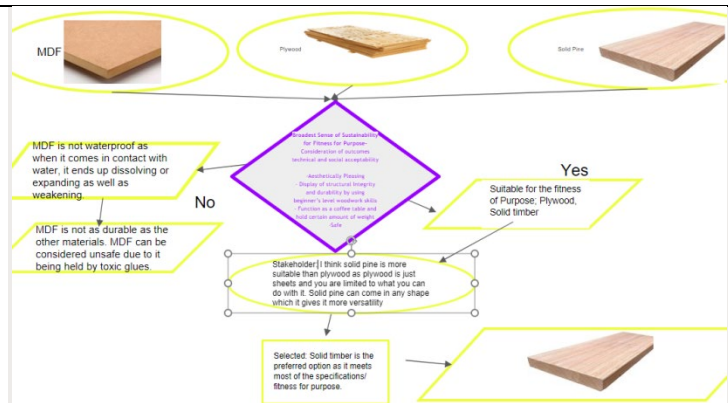 MDF
Plywood
Solid Pine
Broadest Sense of Sustainability
for Fitness for Purpose-
Consideration of outcomes
technical and social acceptability
-Aesthetically Pleasing
- Display of structural integrity
and durability by using
beginner's level woodwork skills
- Function as a coffee table and
hold certain amount of weight
Safe
MDF is not waterproof as
when it comes in contact with
water, it ends up dissolving or
expanding as well as
weakening.
No
Yes
Suitable for the fitness
of Purpose; Plywood,
Solid timber
MDF is not as durable as the
other materials. MDF can be
considered unsafe due to it
being held by toxic glues.
Stakeholder: I think solid pine is more
suitable than plywood as plywood is just
sheets and you are limited to what you can
do with it. Solid pine can come in any shape
which it gives it more versatility
Selected: Solid timber is the
preferred option as it meets
most of the specifications/
fitness for purpose.